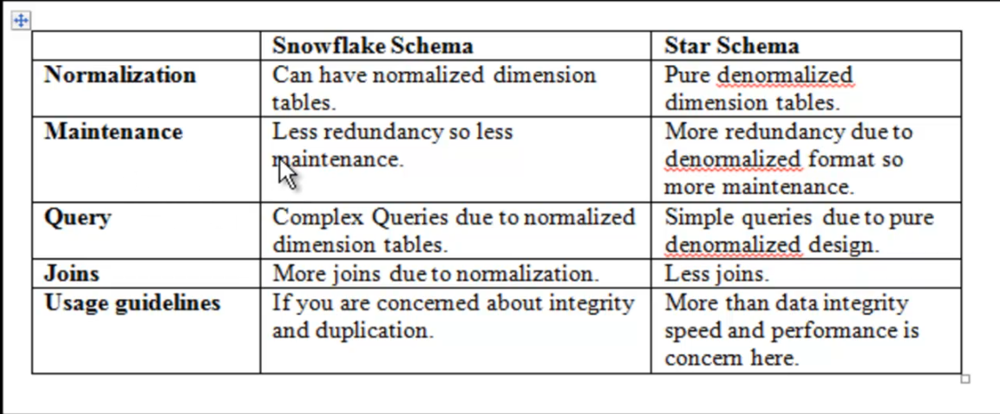 Snowflake Schema
Star Schema
Normalization
Can have normalized dimension
tables.
Pure denormalized
dimension tables.
Maintenance
Less redundancy so less
maintenance.
More redundancy due to
denormalized format so
more maintenance.
Query
Complex Queries due to normalized
dimension tables.
Simple queries due to pure
denormalized design.
Joins
More joins due to normalization.
Less joins.
Usage guidelines
If you are concerned about integrity
and duplication.
More than data integrity
speed and performance is
concern here.